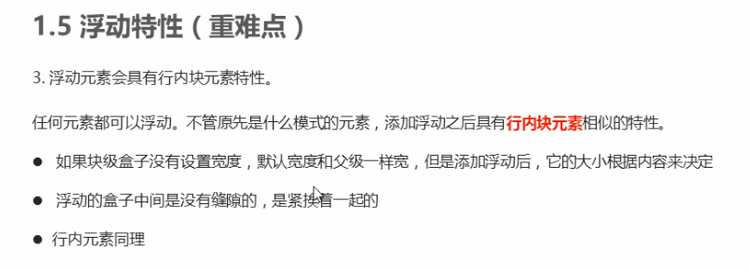 1.5 浮动特性（重难点）
3. 浮动元素会具有行内块元素特性。
任何元素都可以浮动。不管原先是什么模式的元素，添加浮动之后具有行内块元素相似的特性。
● 如果块级盒子没有设置宽度，默认宽度和父级一样宽，但是添加浮动后，它的大小根据内容来决定
● 浮动的盒子中间是没有缝隙的，是紧挨着一起的
● 行内元素同理